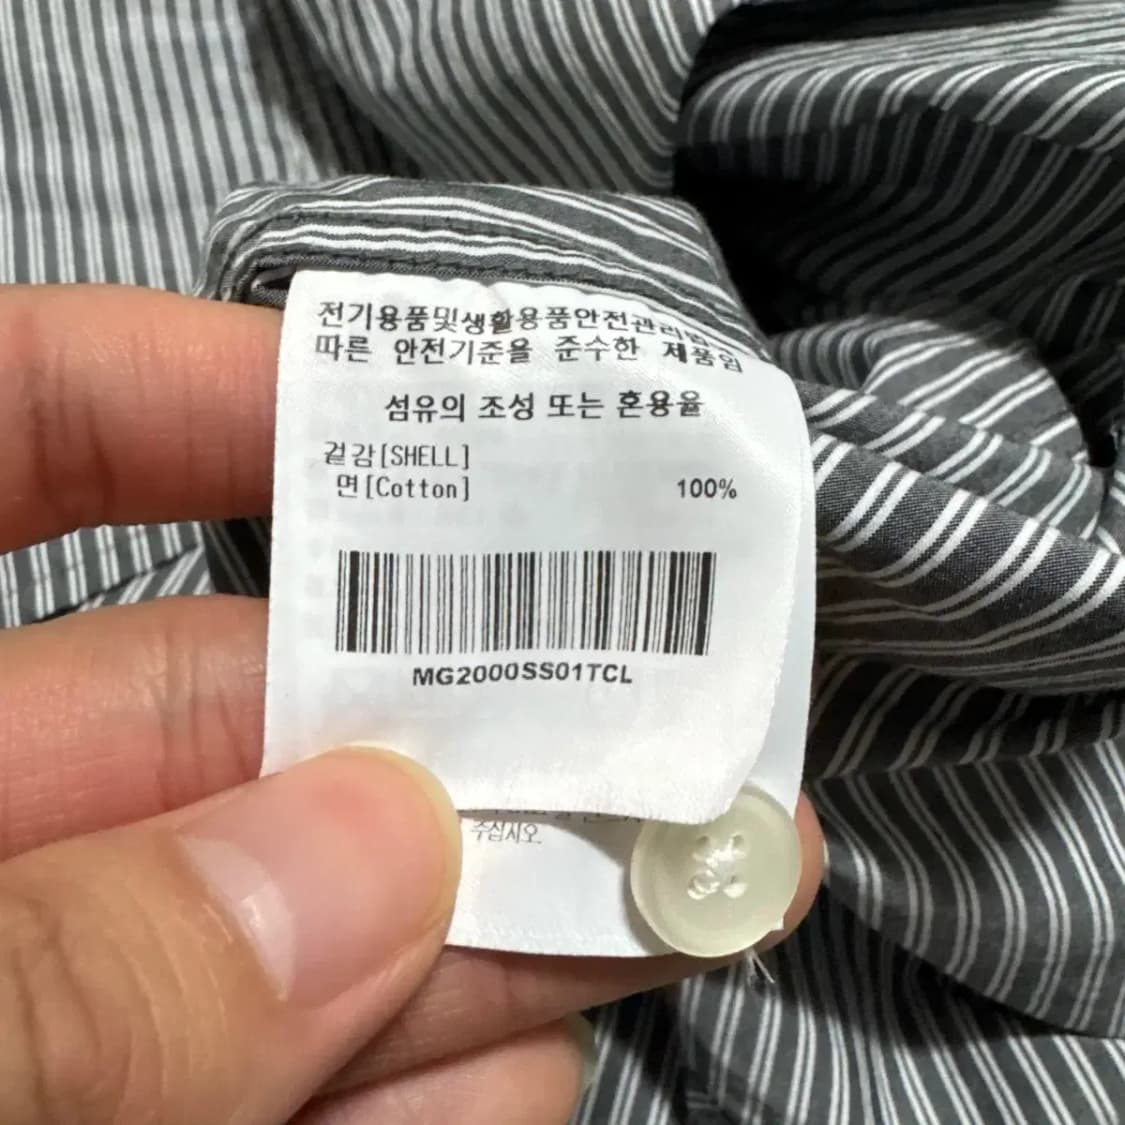 전기용품및생활용품안전관리법
따른 안전기준을 준수한 제품임
섬유의 조성 또는 혼용율
겉감[SHELL]
면[Cotton] 100%
MG2000SS01TCL
주십시오.